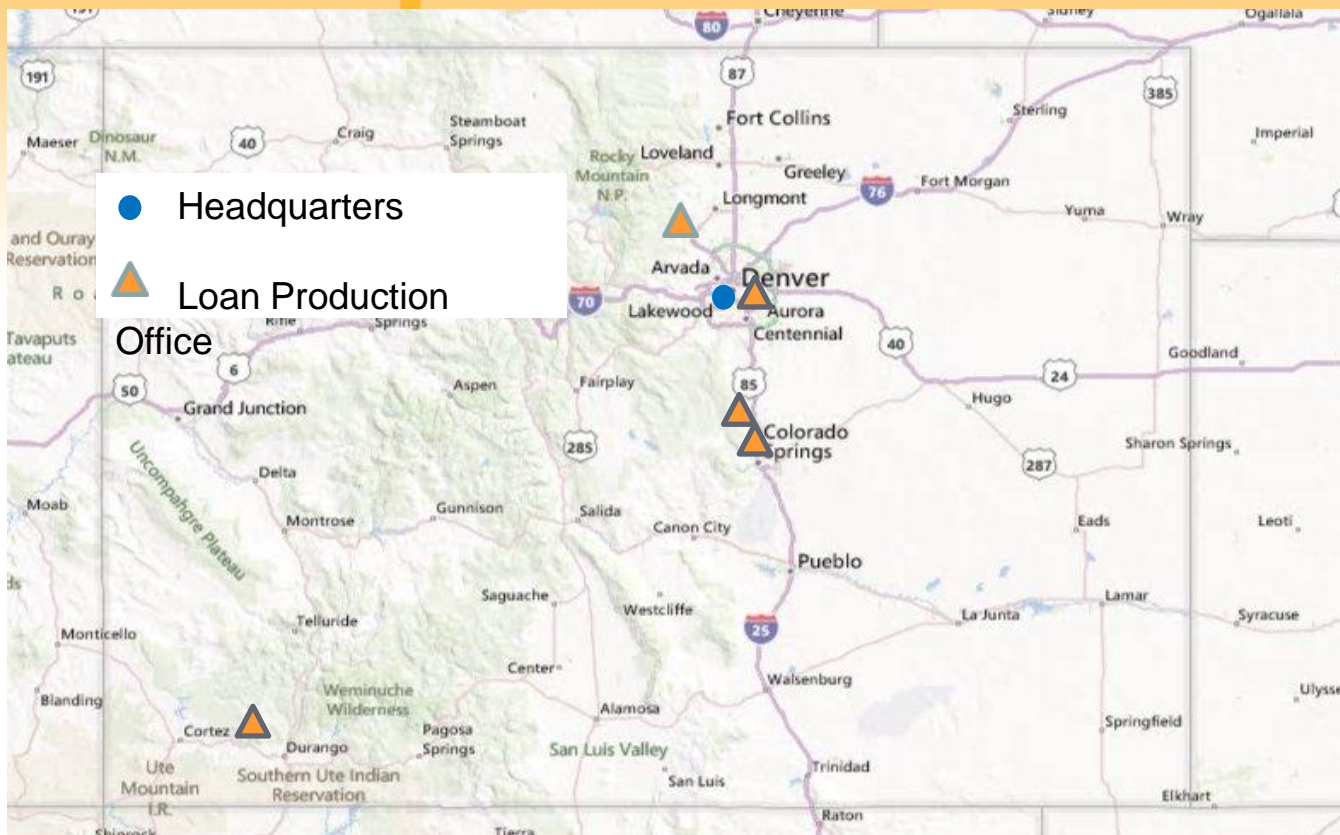 191
80
Cheyenne
Sidney
Ogallala
191
87
385
Maeser
Dinosaur
N.M.
40
Craig
Steamboat
Springs
Fort Collins
Sterling
Imperial
Rocky
Mountain
N.P.
Loveland
Greeley
76
Fort Morgan
Longmont
Yuma
Wray
Headquarters
and Ouray
Reservation
Arvada
Denver
Loan Production
Office
70
Lakewood
Aurora
Centennial
Rifle
Springs
Tavaputs
ateau
40
Goodland
6
50
Aspen
Fairplay
85
24
Grand Junction
Hugo
285
Colorado
Springs
Sharon Springs
287
Uncompahgre Plateau
Delta
Moab
Gunnison
Salida
Montrose
Canon City
Eads
Leoti
Pueblo
Saguache
Westcliffe
Lamar
La Junta
Syracuse
Telluride
25
Monticello
Center
Walsenburg
Weminuche
Wilderness
Blanding
Ulysse
Alamosa
Springfield
Cortez
Pagosa
Springs
Durango
San Luis Valley
Ute
Mountain
I.R.
Southern Ute Indian
Reservation
San Luis
Trinidad
Elkhart
Raton
Shiprock
Tierra